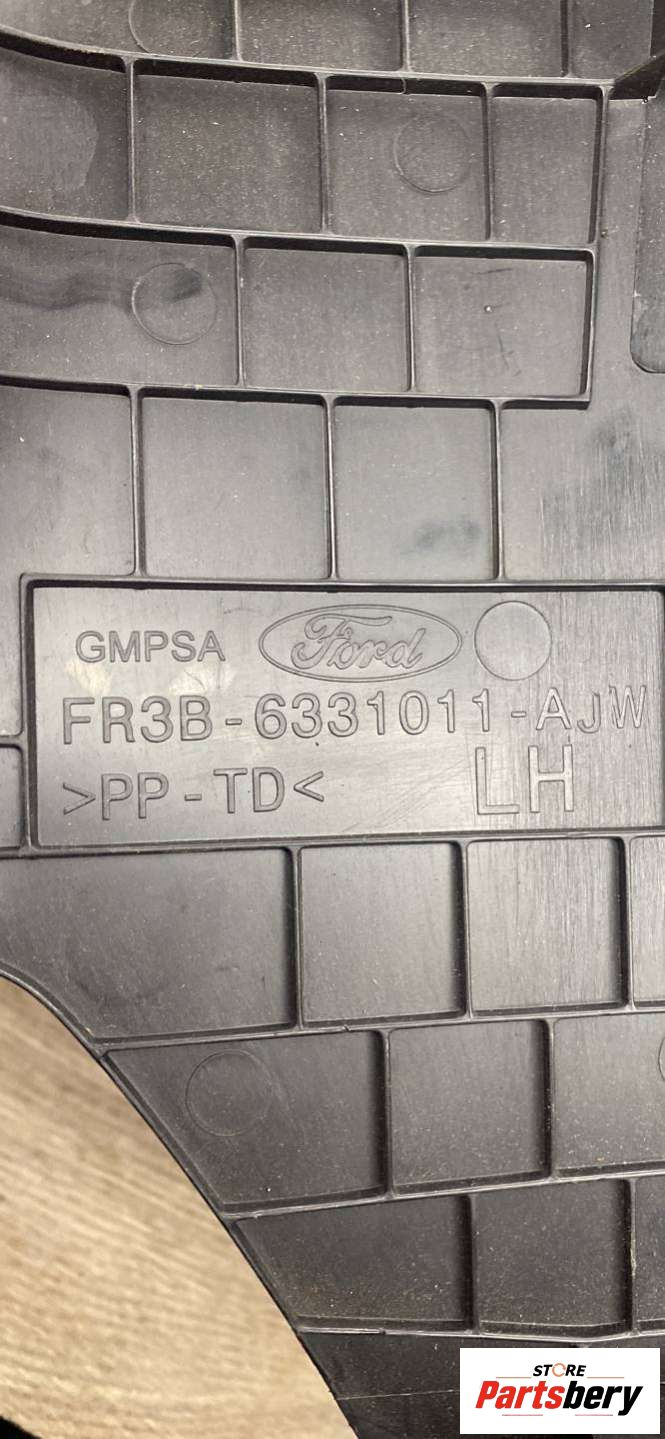 GMPSA Ford
FR3B-6331011-AJW
>PP-TD< LH
STORE
Partsbery